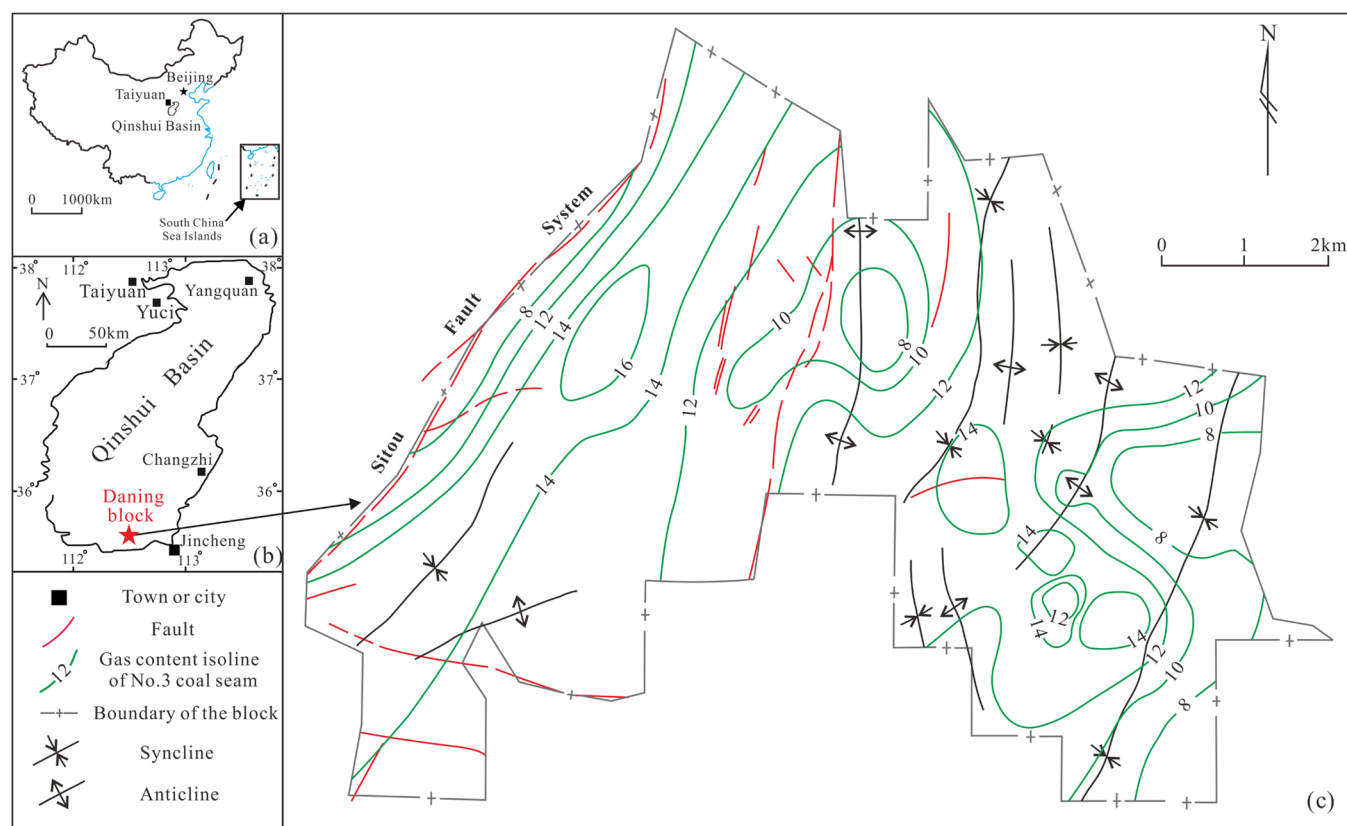 Beijing
Taiyuan
Qinshui Basin
0 1000km
South China
Sea Islands
(a)
112° 113°
38° 38°
N
Taiyuan
Yangquan
Yuci
0 50km
37° 37°
Qinshui Basin
Changzhi
36° 36°
Daning
block
Jincheng
112° 113°
(b)
Town or city
Fault
12
Gas content isoline
of No.3 coal seam
Boundary of the block
Syncline
Anticline
N
0 1 2km
Sitou Fault System
8
12
14
16
14
12
14
10
8
10
12
14
12
10
8
8
14
12
14
14
12
10
8
(c)